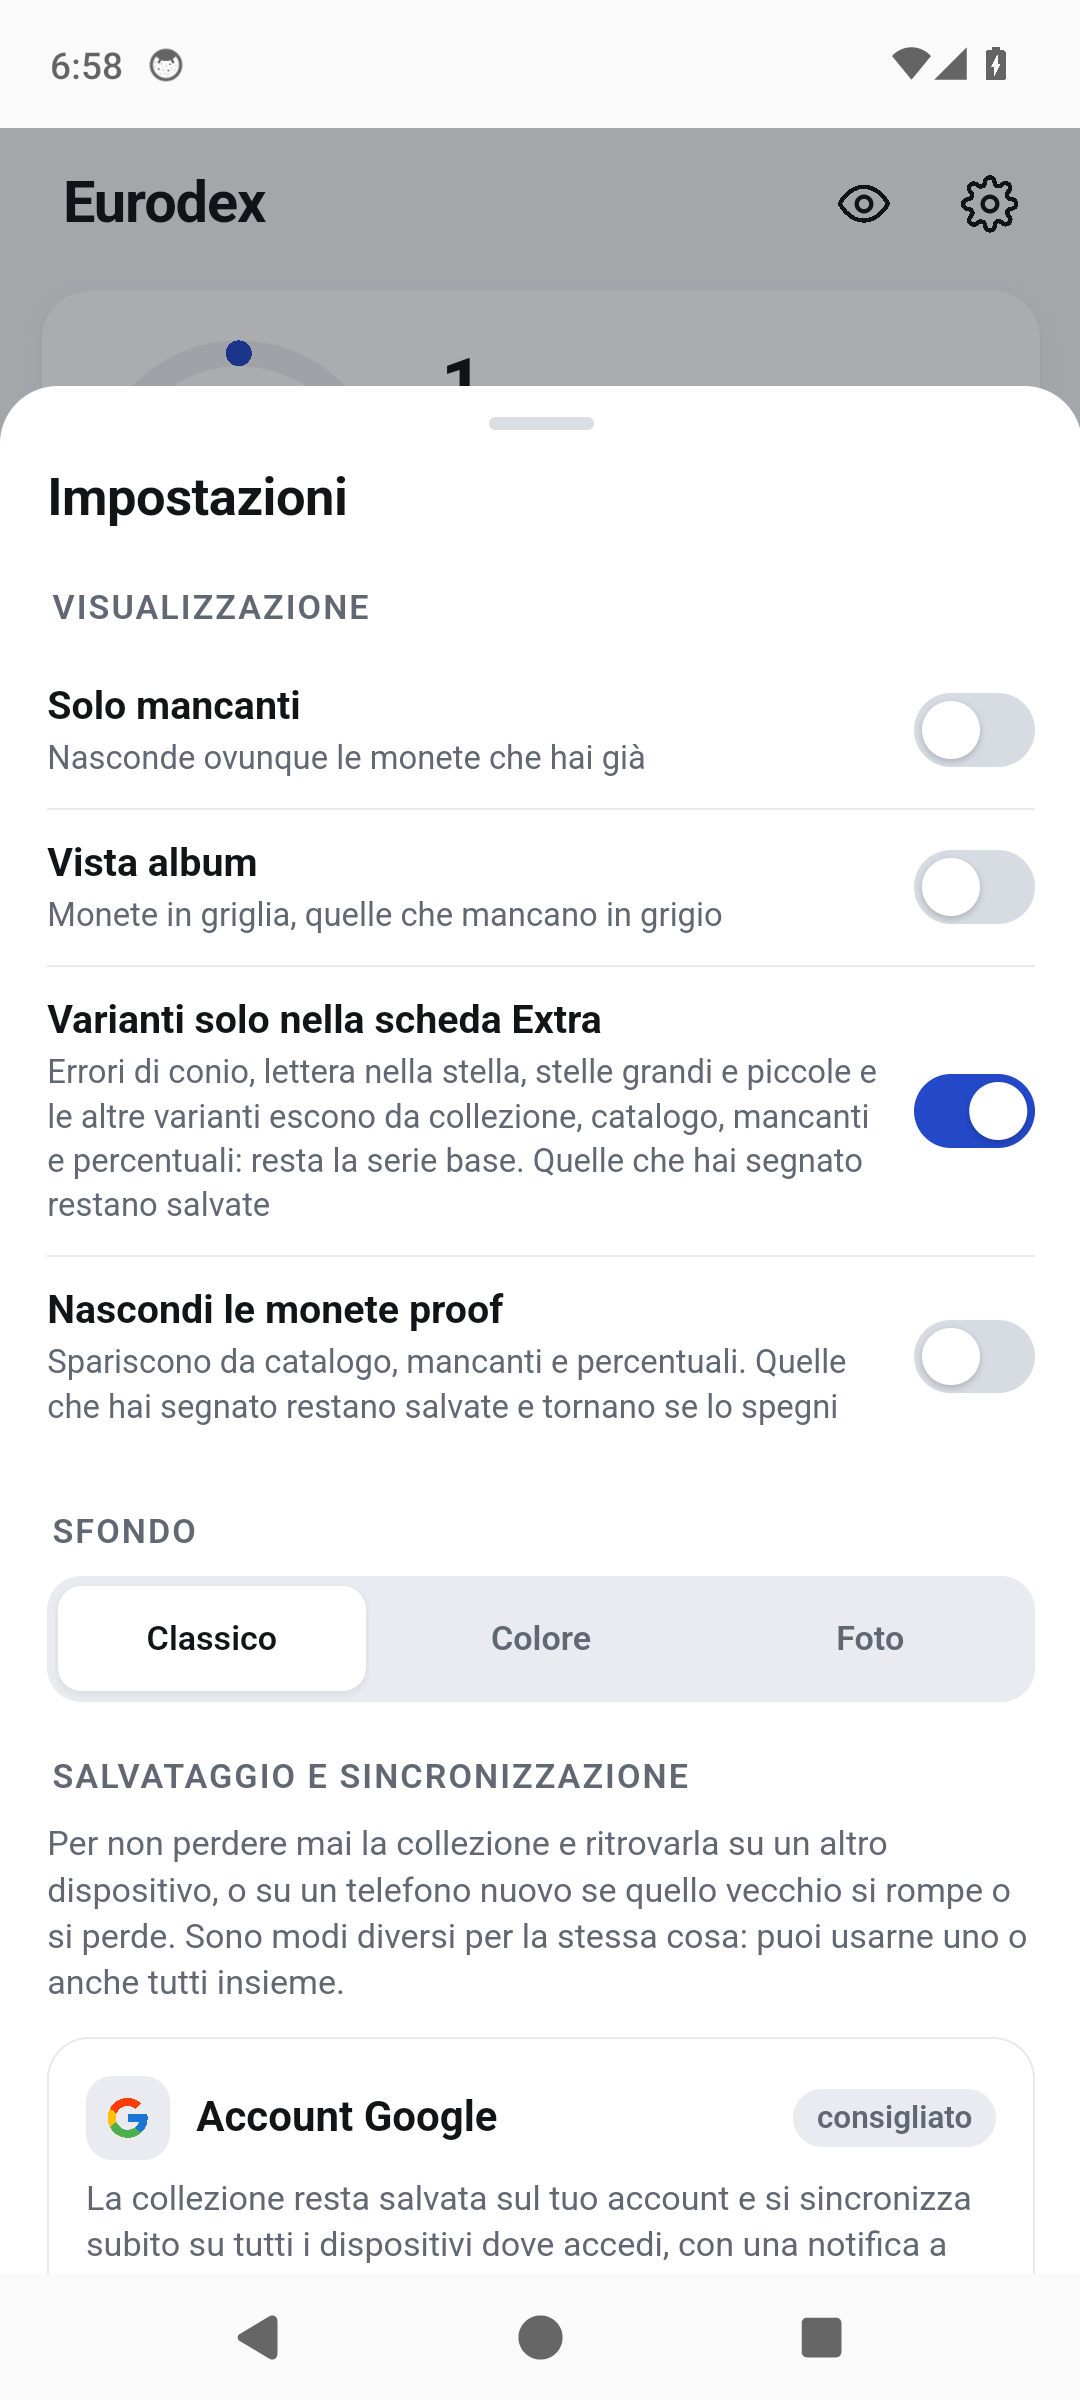 6:58
Eurodex
1
Impostazioni
VISUALIZZAZIONE
Solo mancanti
Nasconde ovunque le monete che hai già
Vista album
Monete in griglia, quelle che mancano in grigio
Varianti solo nella scheda Extra
Errori di conio, lettera nella stella, stelle grandi e piccole e
le altre varianti escono da collezione, catalogo, mancanti
e percentuali: resta la serie base. Quelle che hai segnato
restano salvate
Nascondi le monete proof
Spariscono da catalogo, mancanti e percentuali. Quelle
che hai segnato restano salvate e tornano se lo spegni
SFONDO
Classico Colore Foto
SALVATAGGIO E SINCRONIZZAZIONE
Per non perdere mai la collezione e ritrovarla su un altro
dispositivo, o su un telefono nuovo se quello vecchio si rompe o
si perde. Sono modi diversi per la stessa cosa: puoi usarne uno o
anche tutti insieme.
Account Google consigliato
La collezione resta salvata sul tuo account e si sincronizza
subito su tutti i dispositivi dove accedi, con una notifica a